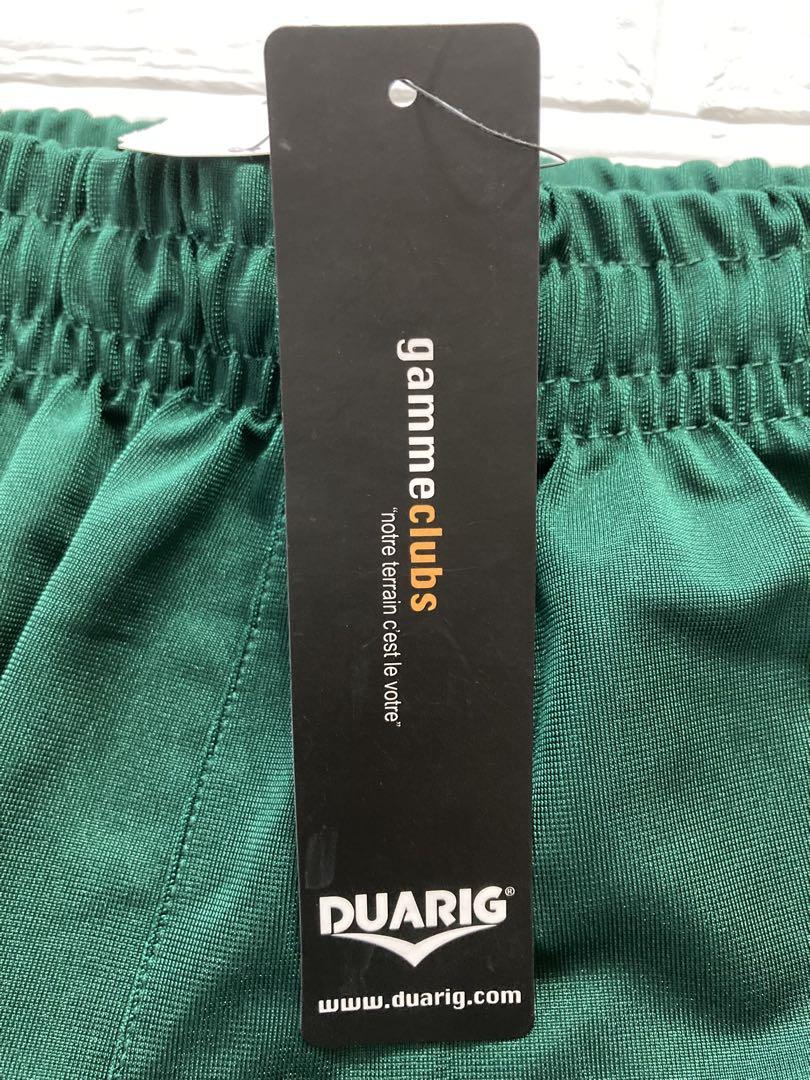 gammeclubs
“notre terrain c'est le votre”
DUARIG®
www.duarig.com